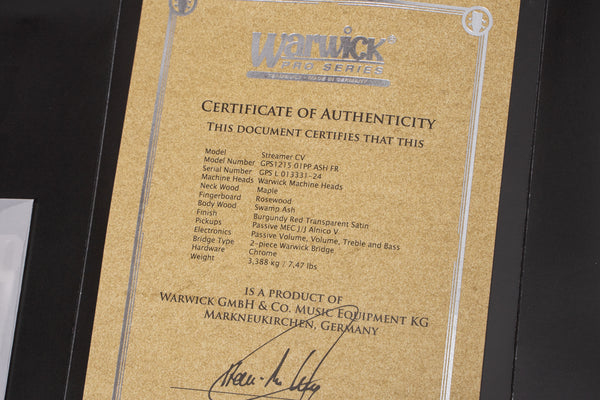 Warwick
PRO SERIES
CERTIFICATE OF AUTHENTICITY
THIS DOCUMENT CERTIFIES THAT THIS
Model Streamer CV
Model Number GPS1215 01PP ASH FR
Serial Number GPS L 013331-24
Machine Heads Warwick Machine Heads
Neck Wood Maple
Fingerboard Rosewood
Body Wood Swamp Ash
Finish Burgundy Red Transparent Satin
Pickups Passive MEC J/J Alnico V
Electronics Passive Volume, Volume, Treble and Bass
Bridge Type 2-piece Warwick Bridge
Hardware Chrome
Weight 3,388 kg / 7,47 lbs
IS A PRODUCT OF
WARWICK GMBH & CO. MUSIC EQUIPMENT KG
MARKNEUKIRCHEN, GERMANY